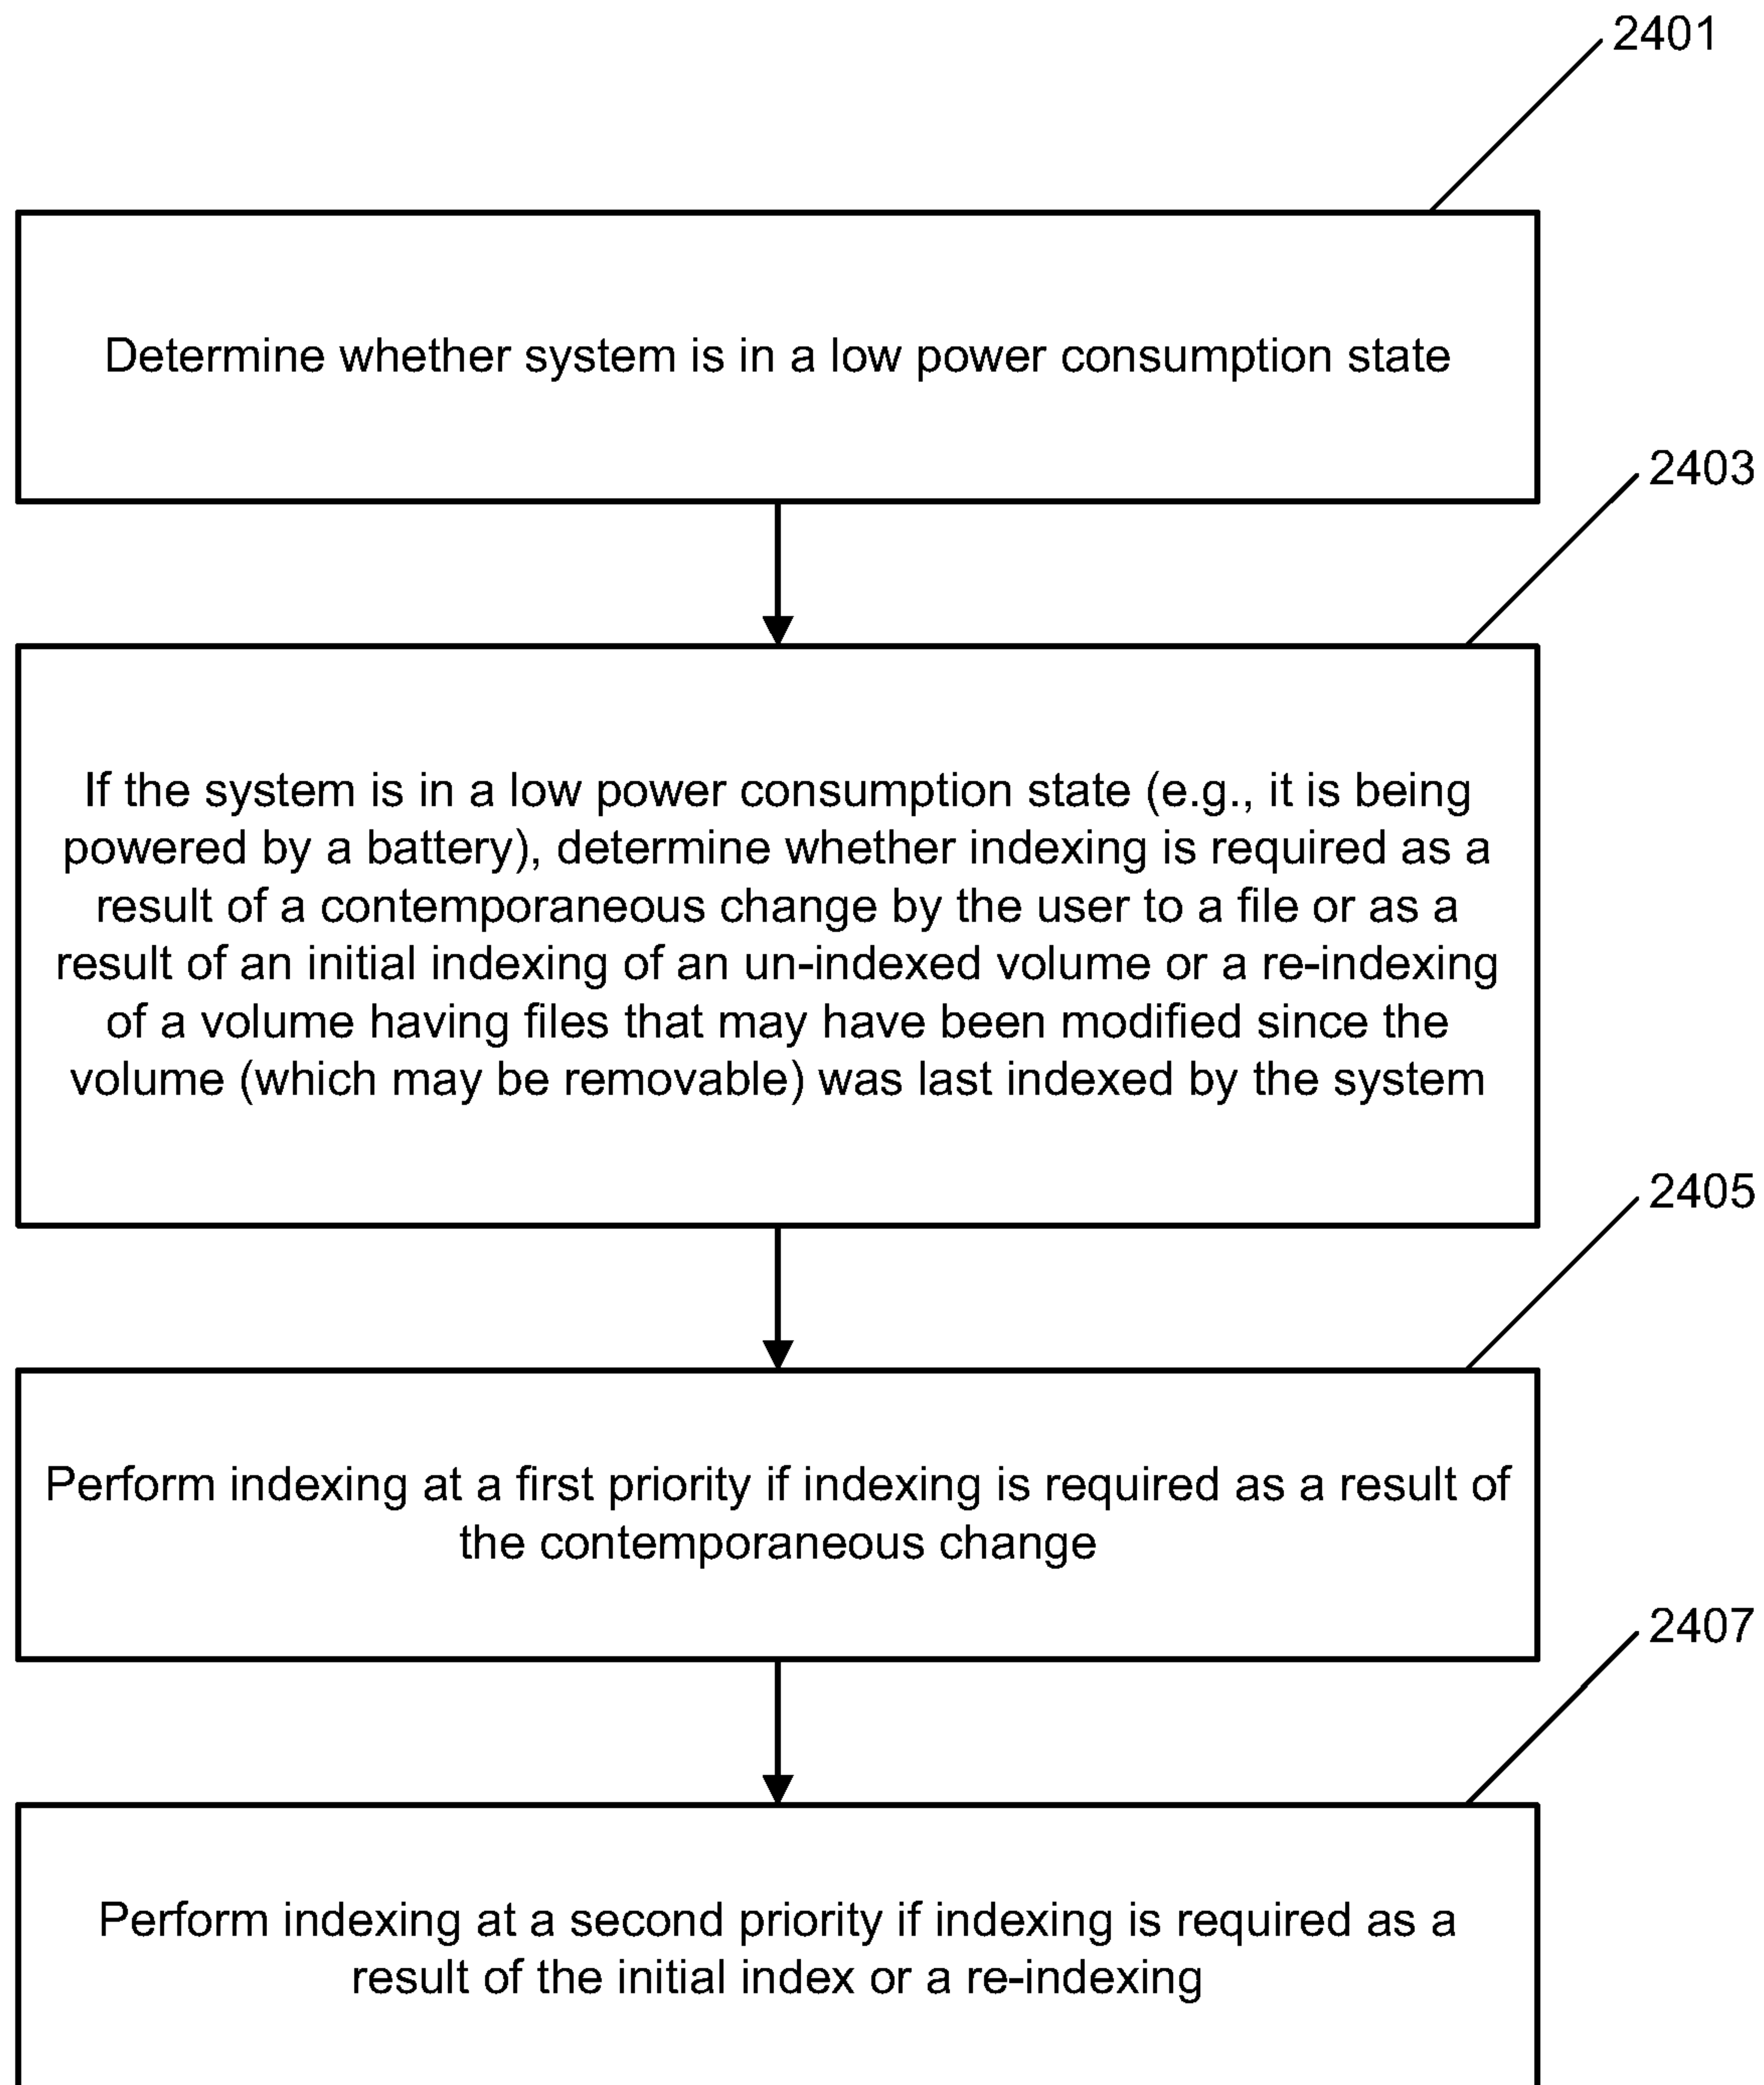 2401
Determine whether system is in a low power consumption state
2403
If the system is in a low power consumption state (e.g., it is being
powered by a battery), determine whether indexing is required as a
result of a contemporaneous change by the user to a file or as a
result of an initial indexing of an un-indexed volume or a re-indexing
of a volume having files that may have been modified since the
volume (which may be removable) was last indexed by the system
2405
Perform indexing at a first priority if indexing is required as a result of
the contemporaneous change
2407
Perform indexing at a second priority if indexing is required as a
result of the initial index or a re-indexing